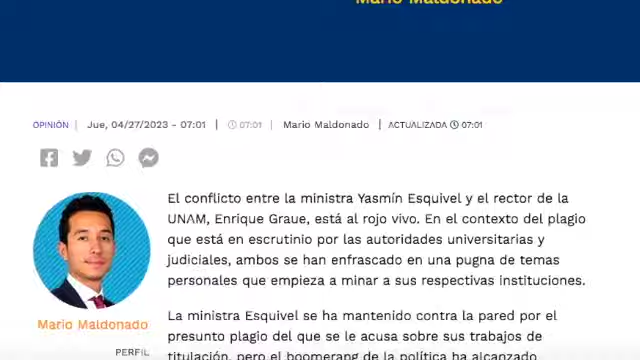 Mario Maldonado
OPINIÓN | Jue, 04/27/2023 - 07:01 | 07:01 | Mario Maldonado | ACTUALIZADA 07:01
El conflicto entre la ministra Yasmín Esquivel y el rector de la
UNAM, Enrique Graue, está al rojo vivo. En el contexto del plagio
que está en escrutinio por las autoridades universitarias y
judiciales, ambos se han enfrascado en una pugna de temas
personales que empieza a minar a sus respectivas instituciones.
Mario Maldonado
PERFIL
La ministra Esquivel se ha mantenido contra la pared por el
presunto plagio del que se le acusa sobre sus trabajos de
titulación, pero el boomerang de la política ha alcanzado